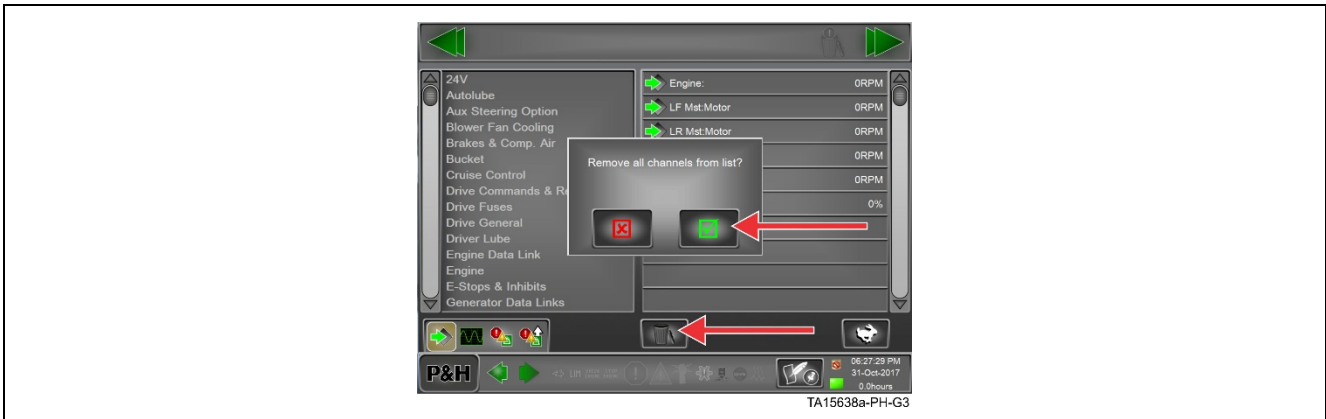 24V
Autolube
Aux Steering Option
Blower Fan Cooling
Brakes & Comp. Air
Bucket
Cruise Control
Drive Commands & Re
Drive Fuses
Drive General
Driver Lube
Engine Data Link
Engine
E-Stops & Inhibits
Generator Data Links
Engine: 0RPM
LF Mst:Motor 0RPM
LR Mst:Motor 0RPM
0RPM
0RPM
0%
Remove all channels from list?
P&H
LIM
06:27:29 PM
31-Oct-2017
0.0hours
TA15638a-PH-G3